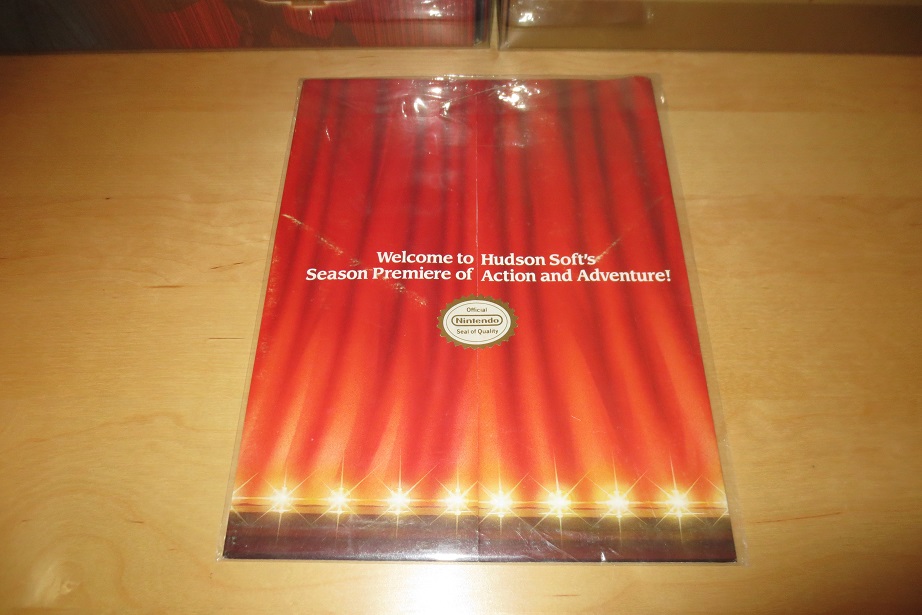 Welcome to Hudson Soft's
Season Premiere of Action and Adventure!
Official
Nintendo
Seal of Quality